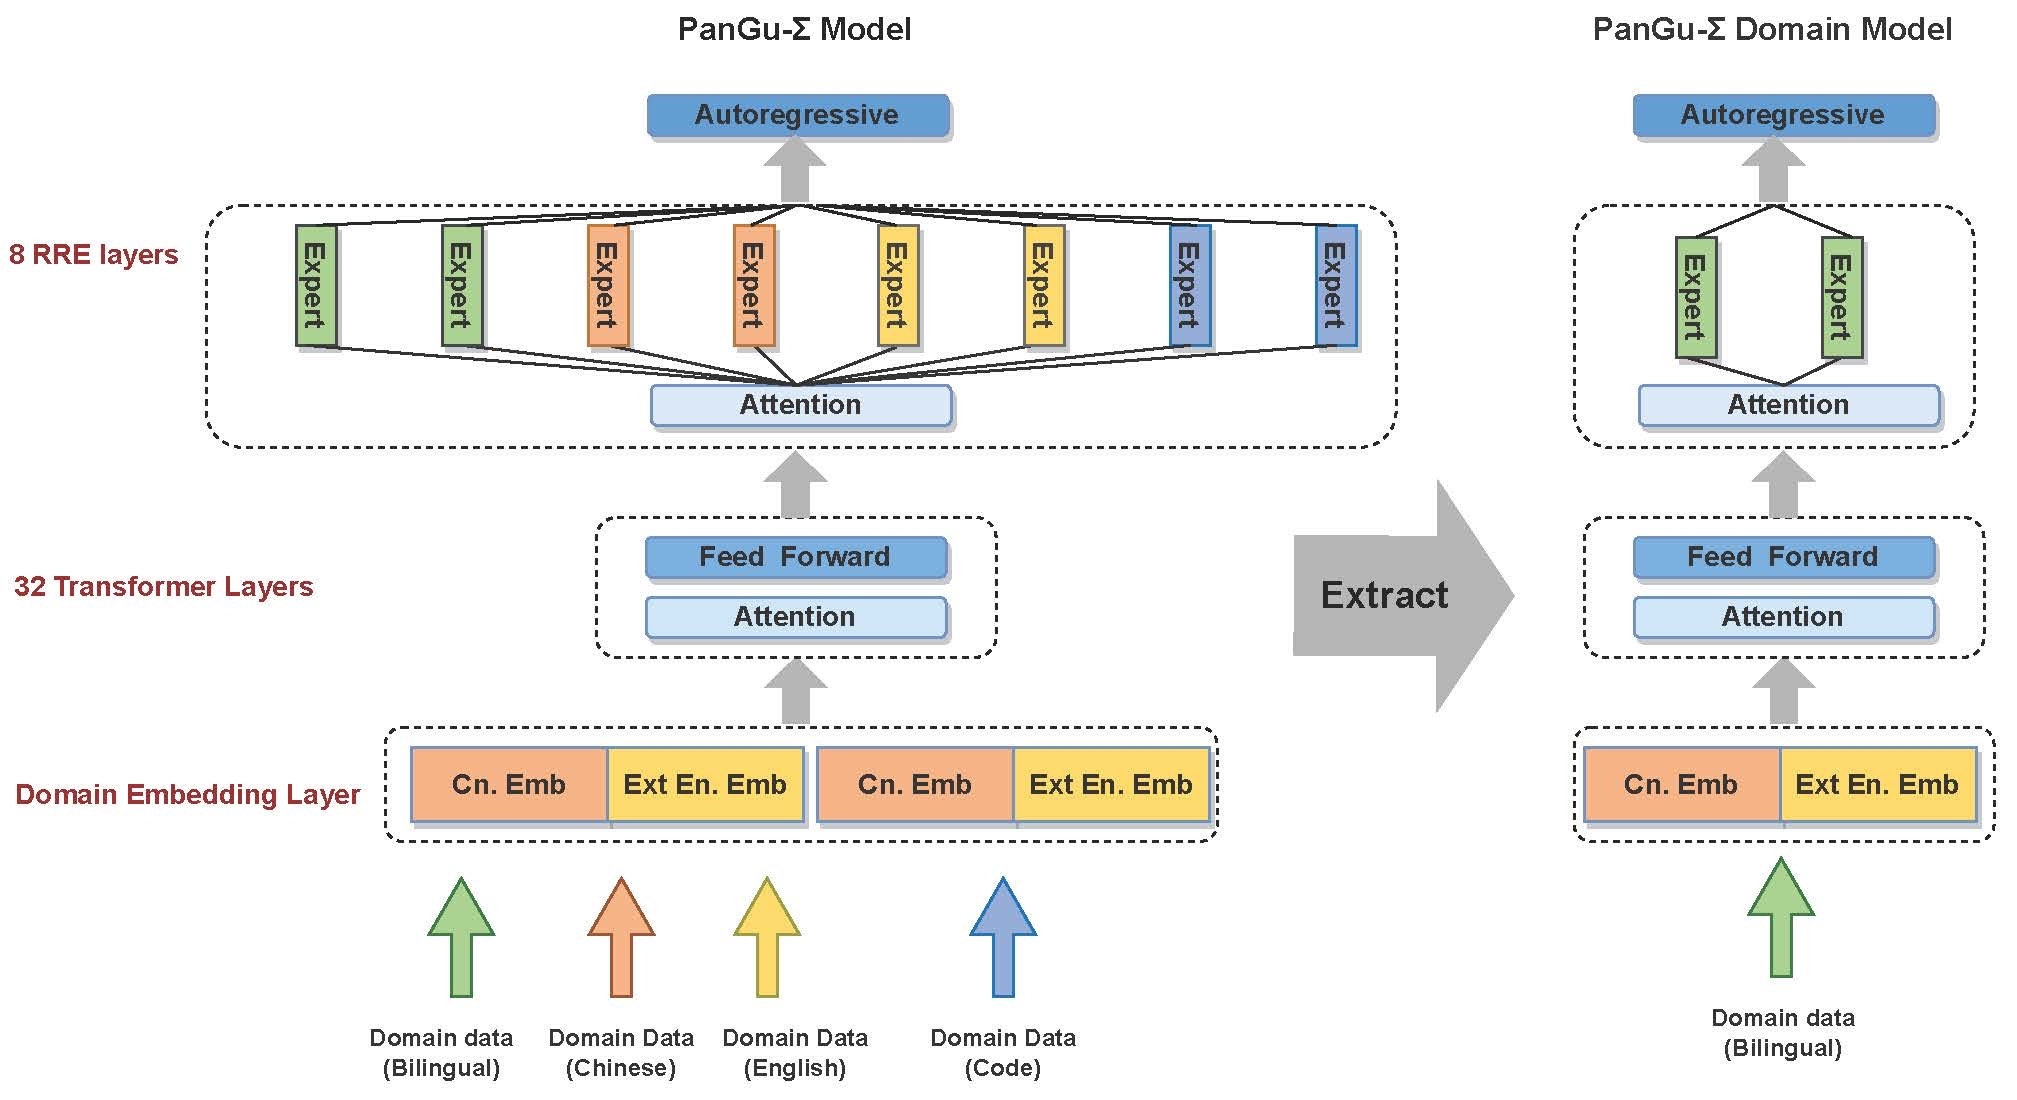 PanGu-Σ Model
PanGu-Σ Domain Model
Autoregressive
Autoregressive
8 RRE layers
Expert
Expert
Expert
Expert
Expert
Expert
Expert
Expert
Expert
Expert
Attention
Attention
32 Transformer Layers
Feed Forward
Attention
Extract
Feed Forward
Attention
Domain Embedding Layer
Cn. Emb
Ext En. Emb
Cn. Emb
Ext En. Emb
Cn. Emb
Ext En. Emb
Domain data
(Bilingual)
Domain Data
(Chinese)
Domain Data
(English)
Domain Data
(Code)
Domain data
(Bilingual)